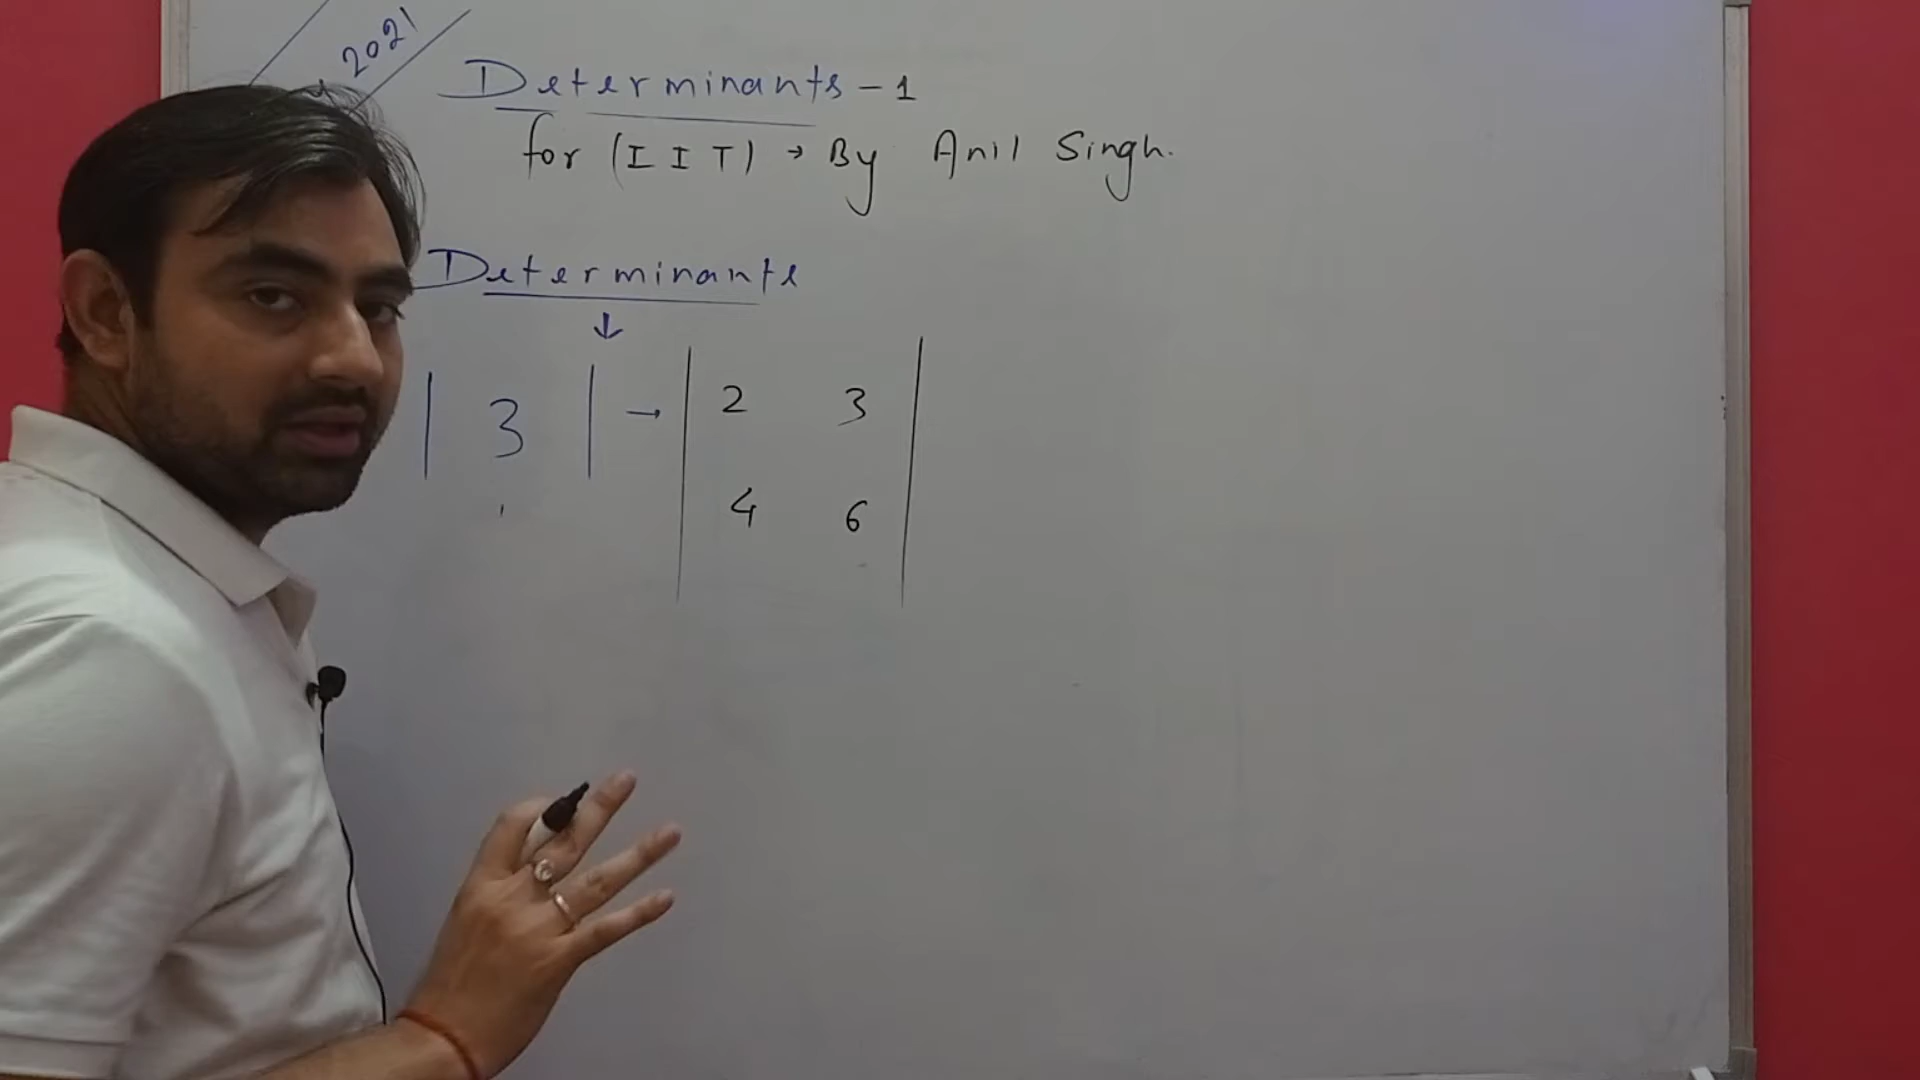 2021
Determinants - 1
for (IIT) → By Anil Singh.
Determinants
↓
| 3 | → | 2 3 |
| 4 6 |